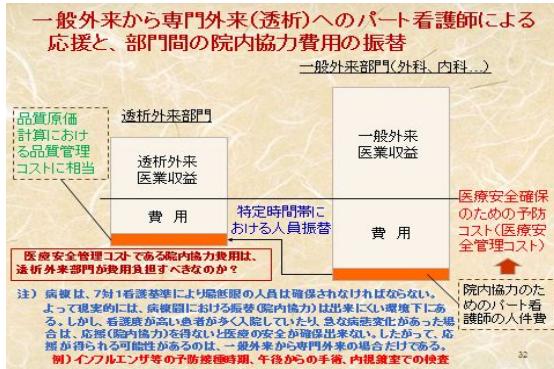 一般外来から専門外来(透析)へのパート看護師による
応援と、部門間の院内協力費用の振替
一般外来部門(外科、内科…)
透析外来部門
品質原価
計算におけ
る品質管理
コストに相当
透析外来
医業収益
費 用
一般外来
医業収益
費 用
特定時間帯に
おける人員振替
医療安全確保
のための予防
コスト(医療安
全管理コスト)
医療安全管理コストである院内協力費用は、
透析外来部門が費用負担すべきなのか?
院内協力のた
めのパート看
護師の人件費
注) 病棟は、7対1看護基準により最低限の人員は確保されなければならない。
よって現実的には、病棟間における振替(院内協力)は出来にくい環境下にあ
る。しかし、看護度が高い患者が多く入院していたり、急な病態変化があった場
合は、応援(院内協力)を得ないと医療の安全が確保出来ない。したがって、応
援が得られる可能性があるのは、一般外来から専門外来の場合だけである。
例)インフルエンザ等の予防接種時期、午後からの手術、内視鏡室での検査
32